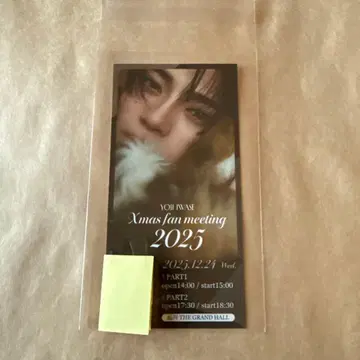 YOJI IWASE
Xmas fan meeting
2025
2025.12.24 Wed.
PART1
open14:00 / start15:00
PART2
open17:30 / start18:30
THE GRAND HALL